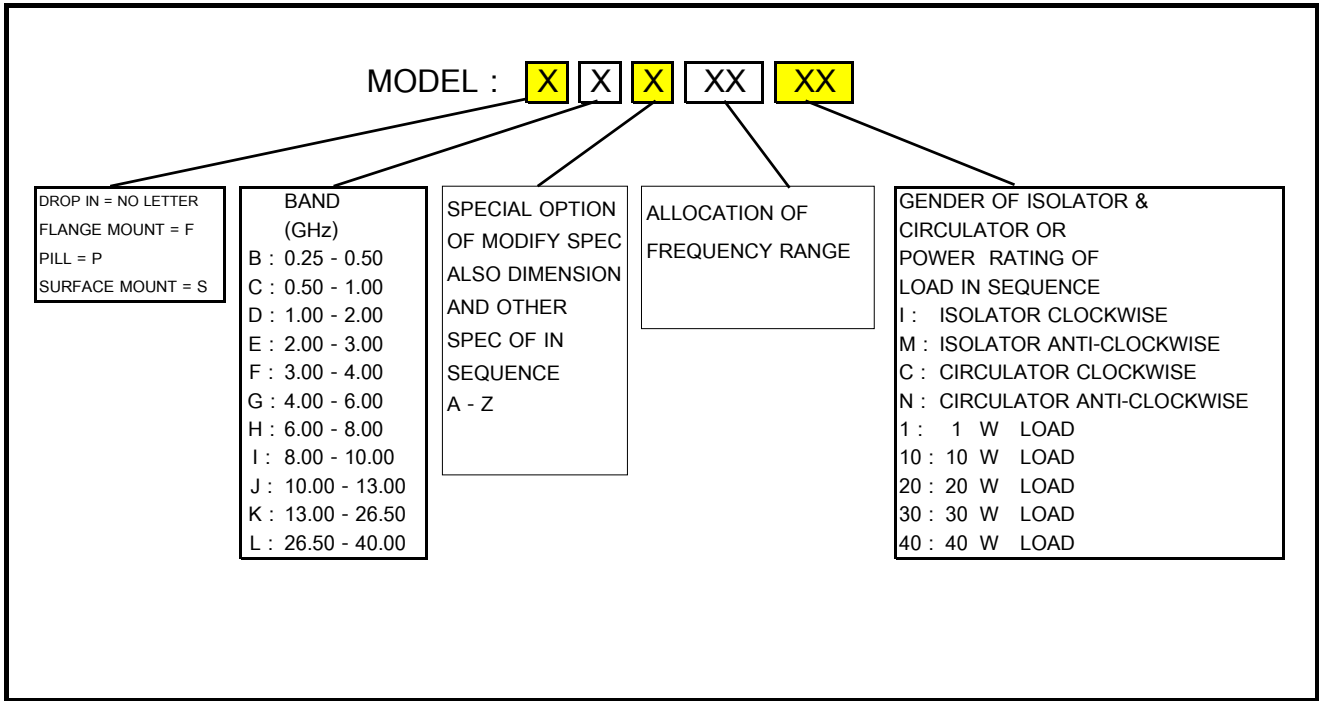 MODEL : X X X XX XX
DROP IN = NO LETTER
FLANGE MOUNT = F
PILL = P
SURFACE MOUNT = S
BAND
(GHz)
B : 0.25 - 0.50
C : 0.50 - 1.00
D : 1.00 - 2.00
E : 2.00 - 3.00
F : 3.00 - 4.00
G : 4.00 - 6.00
H : 6.00 - 8.00
I : 8.00 - 10.00
J : 10.00 - 13.00
K : 13.00 - 26.50
L : 26.50 - 40.00
SPECIAL OPTION
OF MODIFY SPEC
ALSO DIMENSION
AND OTHER
SPEC OF IN
SEQUENCE
A - Z
ALLOCATION OF
FREQUENCY RANGE
GENDER OF ISOLATOR &
CIRCULATOR OR
POWER RATING OF
LOAD IN SEQUENCE
I : ISOLATOR CLOCKWISE
M : ISOLATOR ANTI-CLOCKWISE
C : CIRCULATOR CLOCKWISE
N : CIRCULATOR ANTI-CLOCKWISE
1 : 1 W LOAD
10 : 10 W LOAD
20 : 20 W LOAD
30 : 30 W LOAD
40 : 40 W LOAD